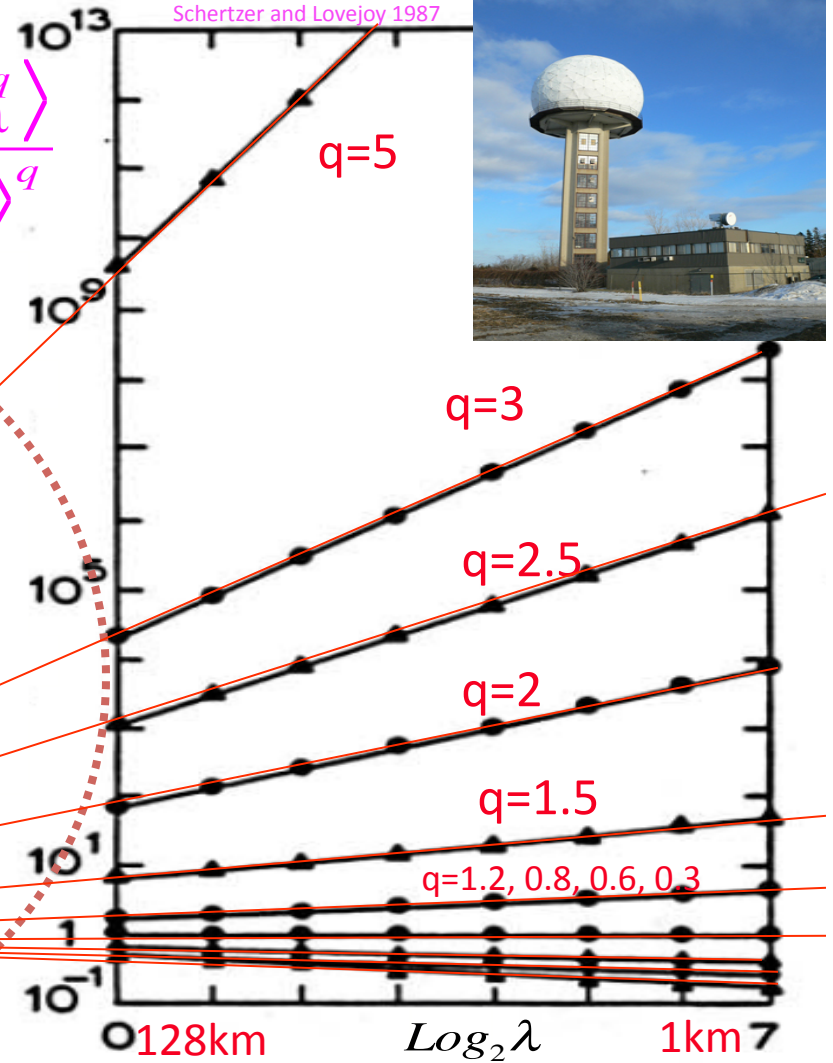 Schertzer and Lovejoy 1987
10^13
q
⟩
⟩^q
q=5
10^9
q=3
q=2.5
10^5
q=2
q=1.5
10^1
q=1.2, 0.8, 0.6, 0.3
1
10^-1
0 128km Log₂ λ 1km 7